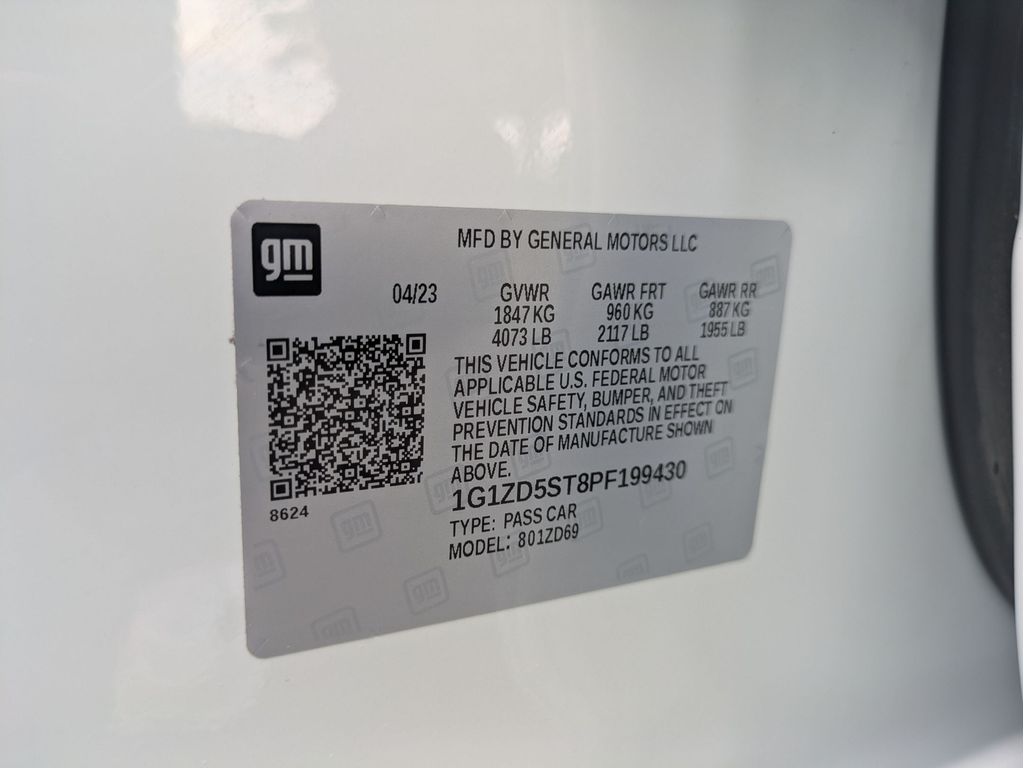 gm
MFD BY GENERAL MOTORS LLC
04/23 GVWR GAWR FRT GAWR RR
1847 KG 960 KG 887 KG
4073 LB 2117 LB 1955 LB
THIS VEHICLE CONFORMS TO ALL
APPLICABLE U.S. FEDERAL MOTOR
VEHICLE SAFETY, BUMPER, AND THEFT
PREVENTION STANDARDS IN EFFECT ON
THE DATE OF MANUFACTURE SHOWN
ABOVE.
1G1ZD5ST8PF199430
8624
TYPE: PASS CAR
MODEL: 801ZD69